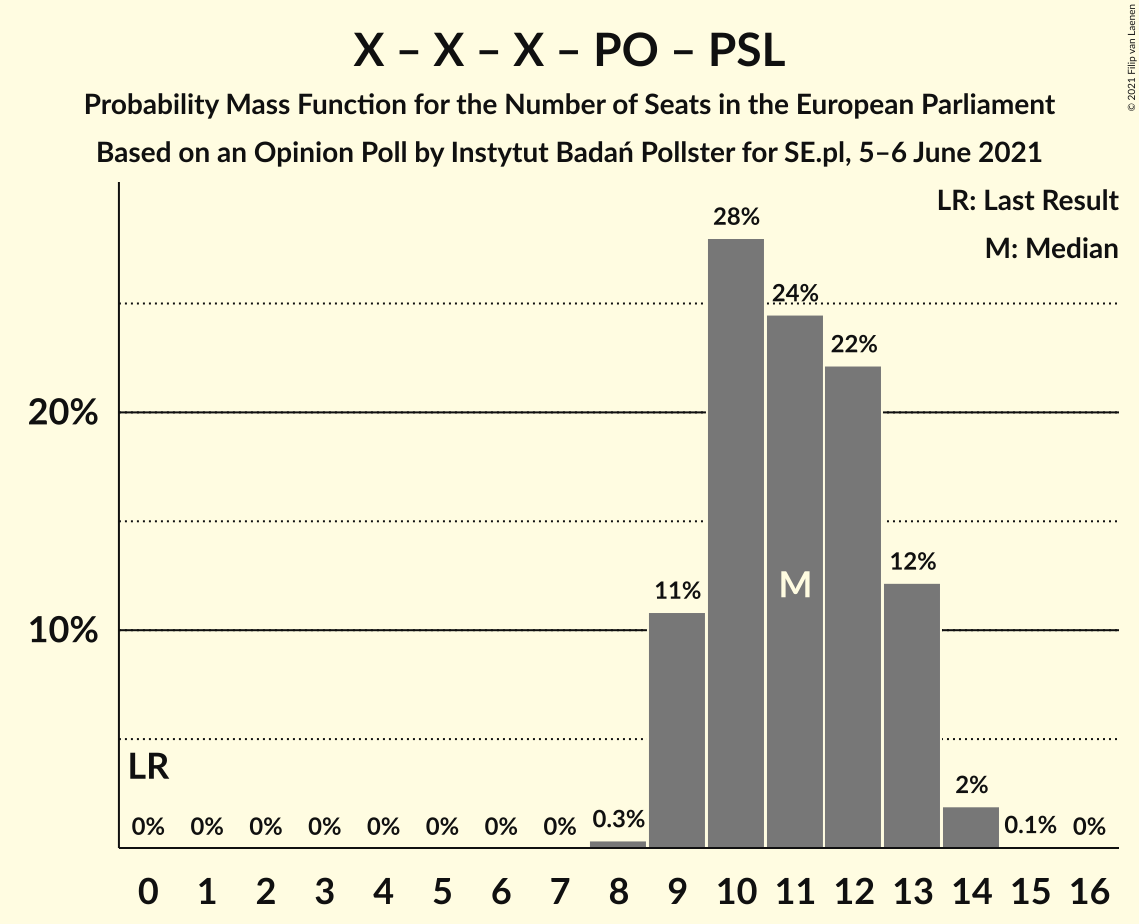 X – X – X – PO – PSL
Probability Mass Function for the Number of Seats in the European Parliament
Based on an Opinion Poll by Instytut Badań Pollster for SE.pl, 5–6 June 2021
© 2021 Filip van Laenen
LR: Last Result
M: Median
28%
24%
22%
20%
12%
11%
M
10%
LR
2%
0% 0% 0% 0% 0% 0% 0% 0% 0.3% 0.1% 0%
0 1 2 3 4 5 6 7 8 9 10 11 12 13 14 15 16